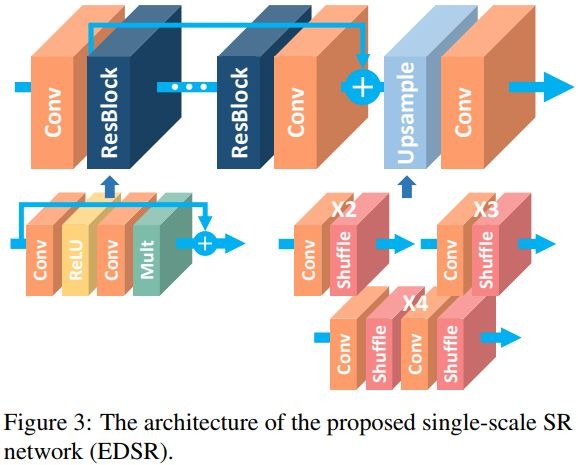 Conv
ResBlock
ResBlock
Conv
+
Upsample
Conv
Conv
ReLU
Conv
Mult
+
X2
Conv
Shuffle
X3
Conv
Shuffle
X4
Conv
Shuffle
Conv
Shuffle
Figure 3: The architecture of the proposed single-scale SR
network (EDSR).